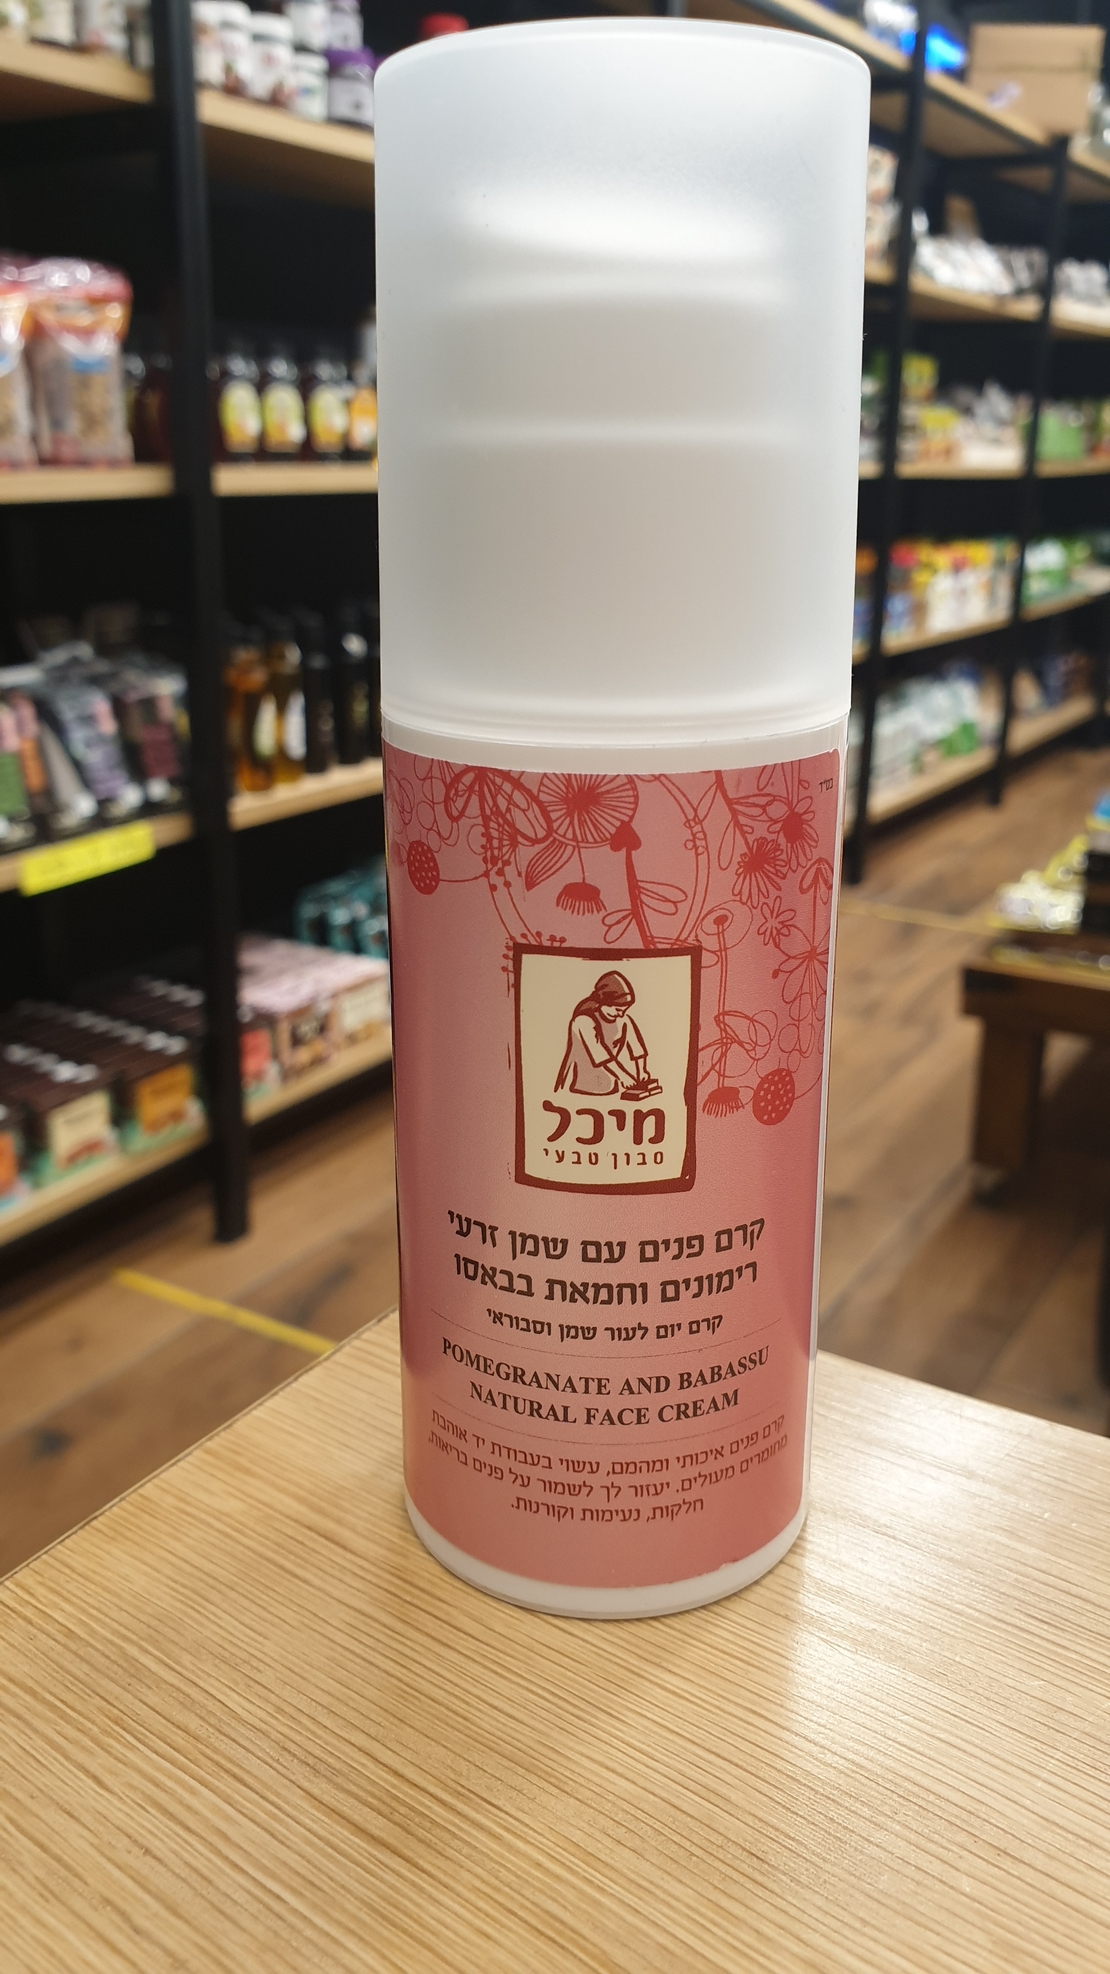 בס"ד
מיכל
סבון טבעי
קרם פנים עם שמן זרעי
רימונים וחמאת בבאסו
קרם יום לעור שמן וסבוראי
POMEGRANATE AND BABASSU
NATURAL FACE CREAM
קרם פנים איכותי ומהמם, עשוי בעבודת יד אוהבת
מחומרים מעולים. יעזור לך לשמור על פנים בריאות,
חלקות, נעימות וקורנות.